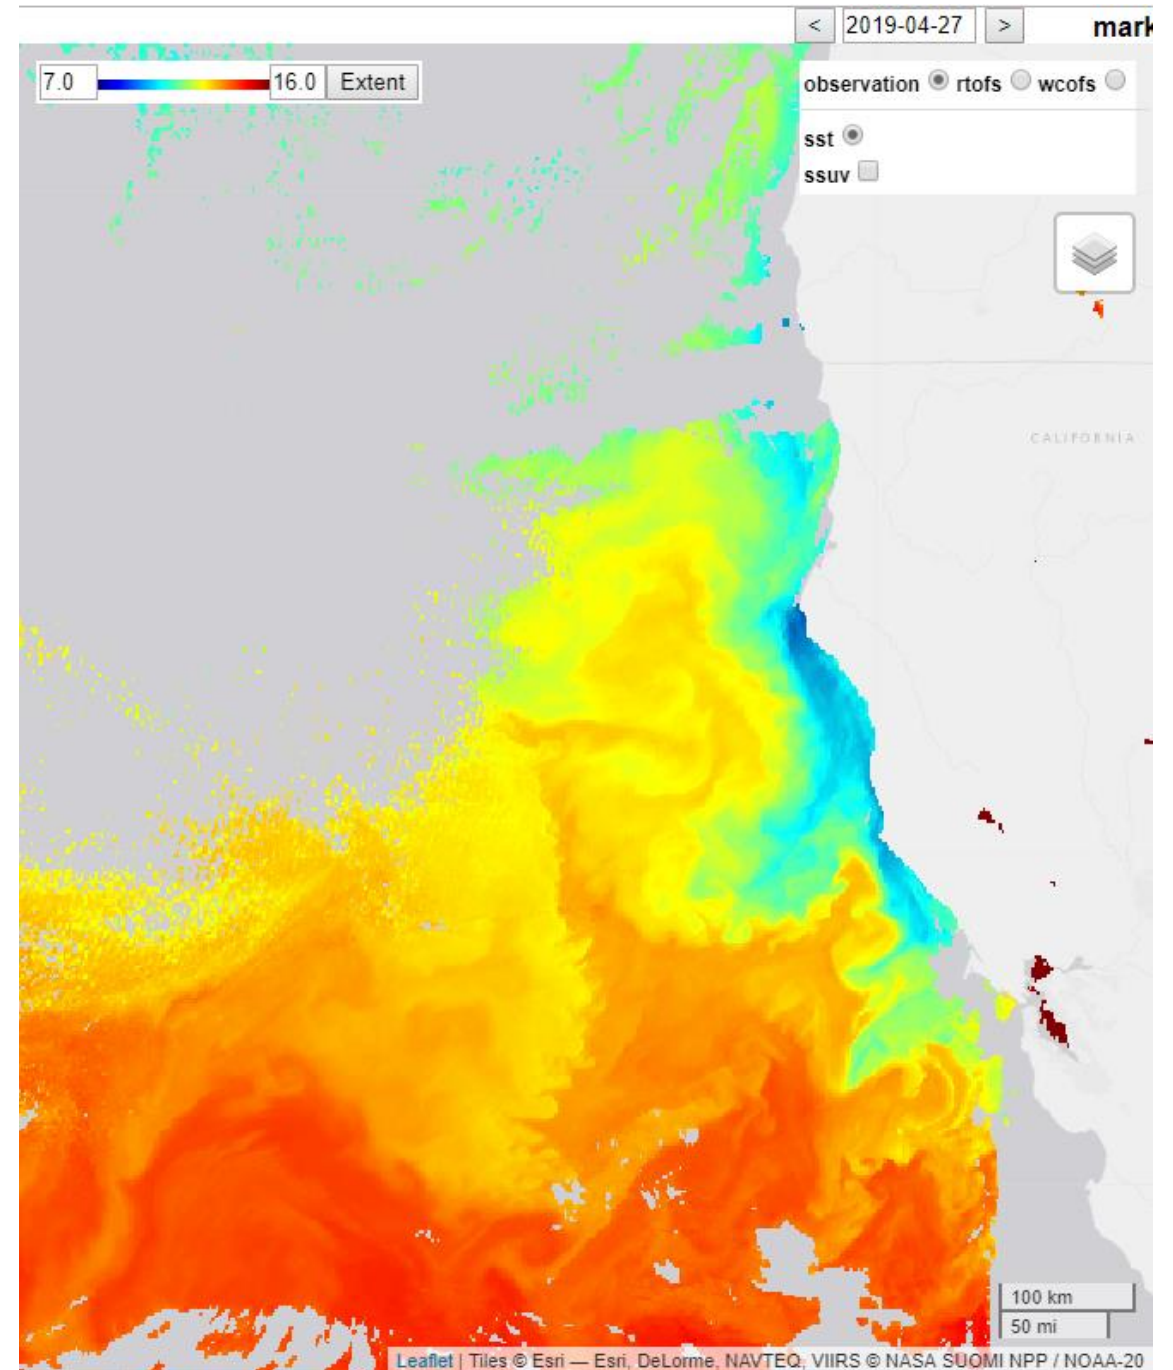 < 2019-04-27 > mark
7.0 16.0 Extent
observation rtofs wcofs
sst
ssuv
CALIFORNIA
100 km
50 mi
Leaflet | Tiles © Esri — Esri, DeLorme, NAVTEQ, VIIRS © NASA SUOMI NPP / NOAA-20